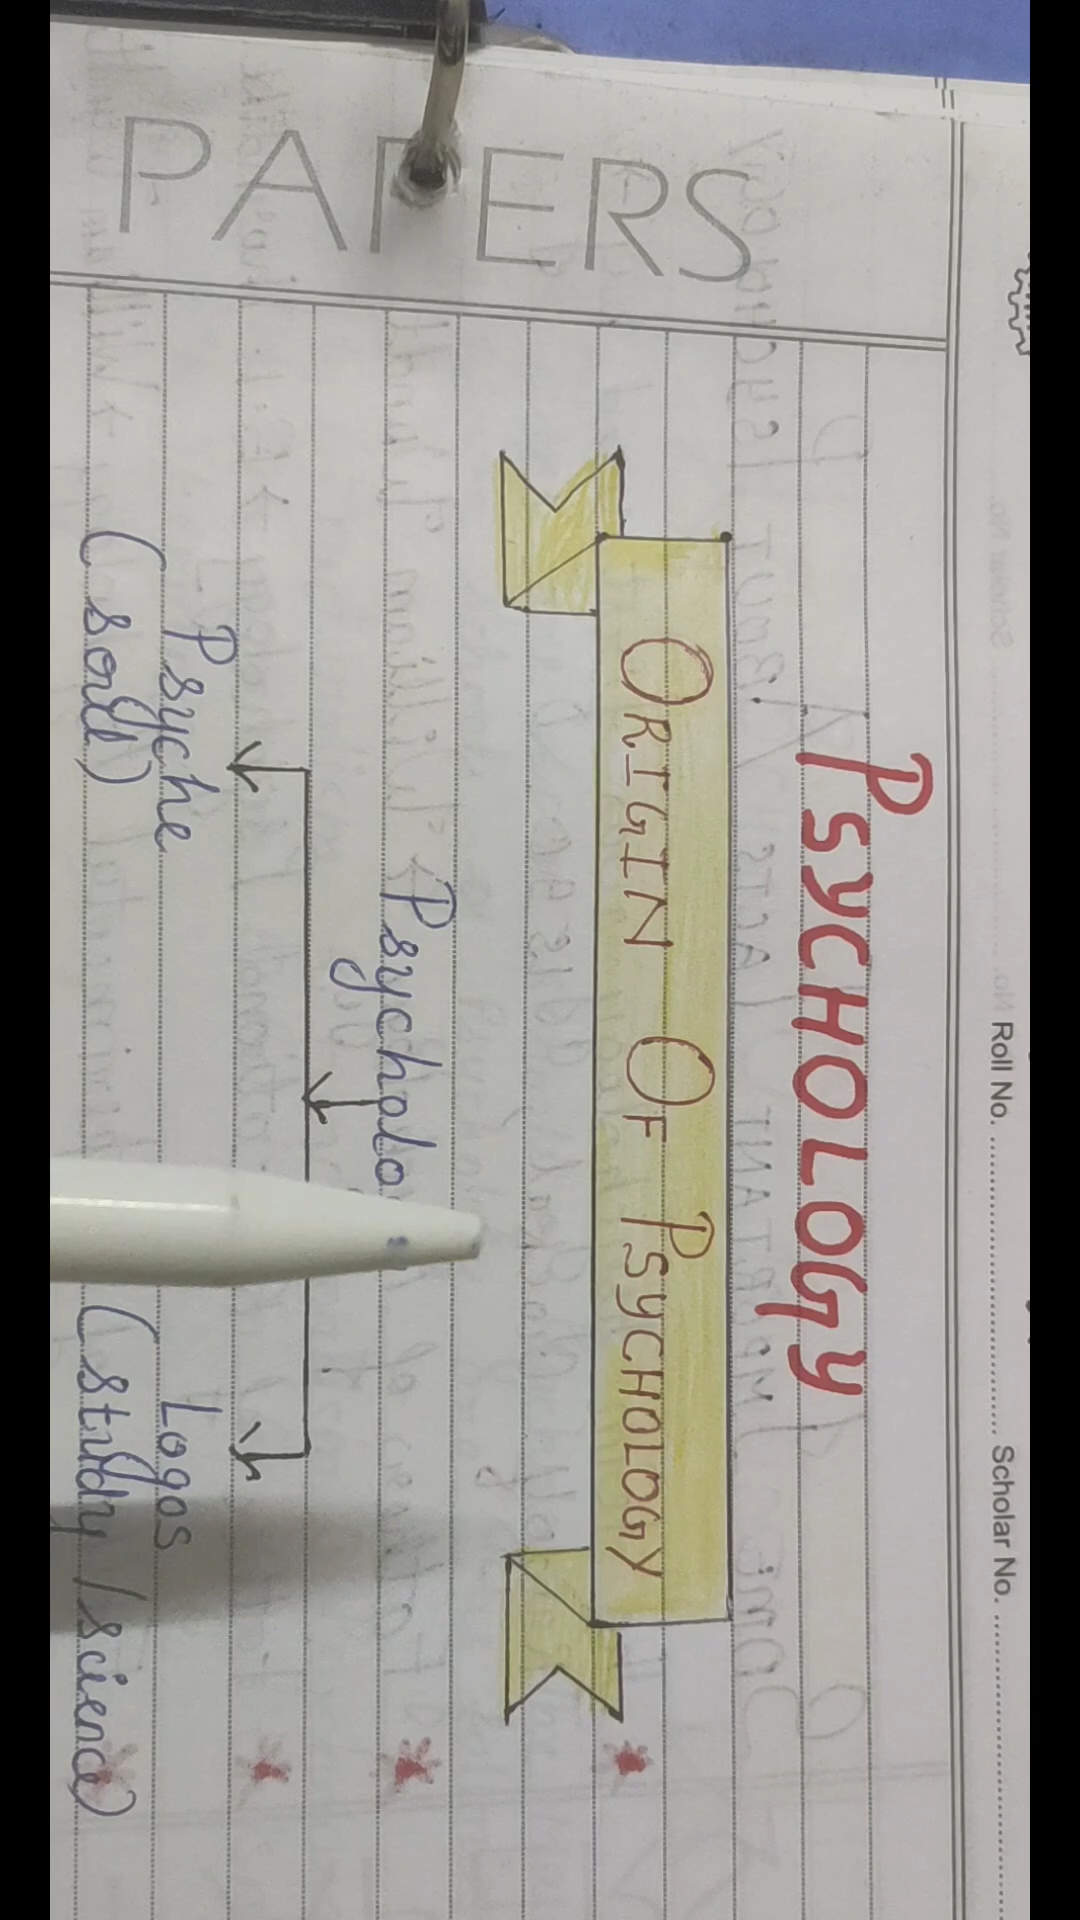 PAPERS
Roll No. Scholar No.
PSYCHOLOGY
ORIGIN OF PSYCHOLOGY
Psycholo
Psyche Logos
(soul) (study/science)